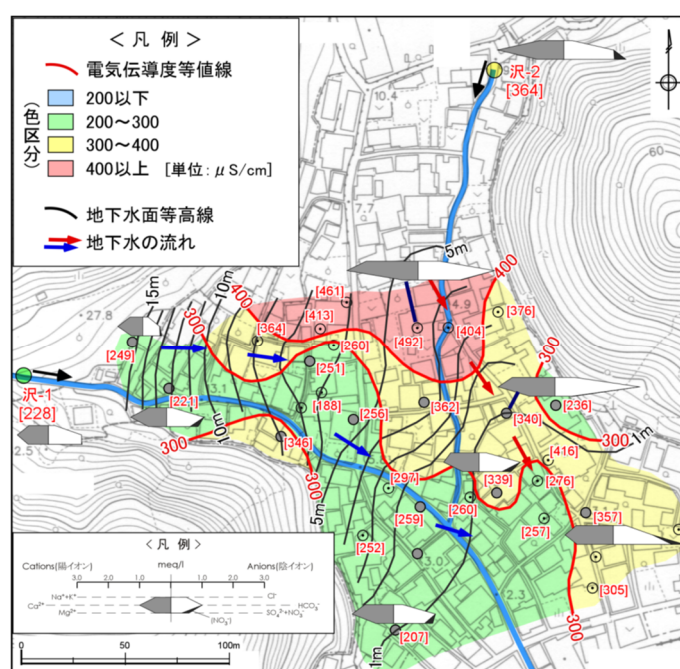 ＜凡 例＞
電気伝導度等値線
(色区分)
200以下
200～300
300～400
400以上 [単位:μS/cm]
地下水面等高線
地下水の流れ
沢-2
[364]
10.4
7.7
60
5m
400
15m
10m
400
300
[461]
4.9
27.8
[413]
[376]
[364]
[260]
[492]
[404]
[249]
[251]
300
沢-1
[228]
[221]
3.1
[188]
[256]
[362]
[236]
[340]
10m
300
[346]
300
1m
2.5
300
[416]
[297]
[339]
[276]
5m
[259]
[260]
[257]
[357]
[252]
3.0
2.3
[305]
[207]
300
1m
＜凡 例＞
Cations(陽イオン) meq/l Anions(陰イオン)
3.0 2.0 1.0 1.0 2.0 3.0
Na⁺+K⁺ Cl⁻
Ca²⁺ HCO₃⁻
Mg²⁺ SO₄²⁻+NO₃⁻
(NO₃⁻)
0 50 100m